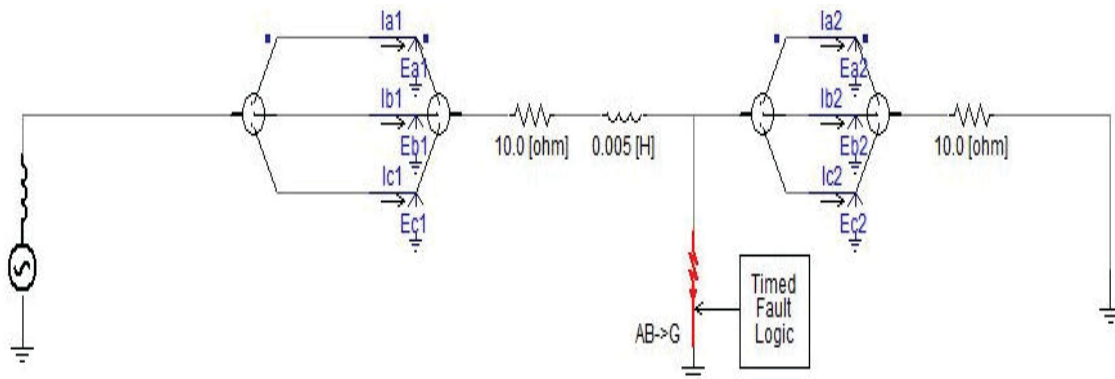 Ia1
Ea1
Ib1
Eb1
Ic1
Ec1
10.0 [ohm]
0.005 [H]
Ia2
Ea2
Ib2
Eb2
Ic2
Ec2
10.0 [ohm]
AB->G
Timed
Fault
Logic